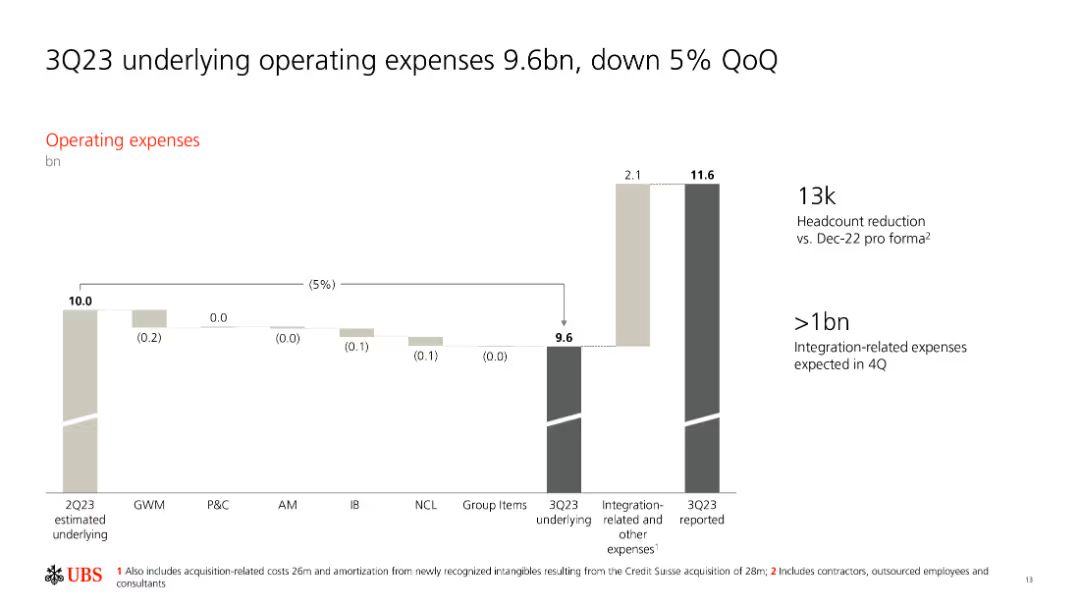 3Q23 underlying operating expenses 9.6bn, down 5% QoQ
Operating expenses
bn
2.1
11.6
(5%)
10.0
0.0
(0.2)
(0.0)
(0.1)
(0.1)
(0.0)
9.6
13k
Headcount reduction
vs. Dec-22 pro forma2
>1bn
Integration-related expenses
expected in 4Q
2Q23
estimated
underlying
GWM
P&C
AM
IB
NCL
Group Items
3Q23
underlying
Integration-
related and
other
expenses1
3Q23
reported
UBS
1 Also includes acquisition-related costs 26m and amortization from newly recognized intangibles resulting from the Credit Suisse acquisition of 28m; 2 Includes contractors, outsourced employees and
consultants
13